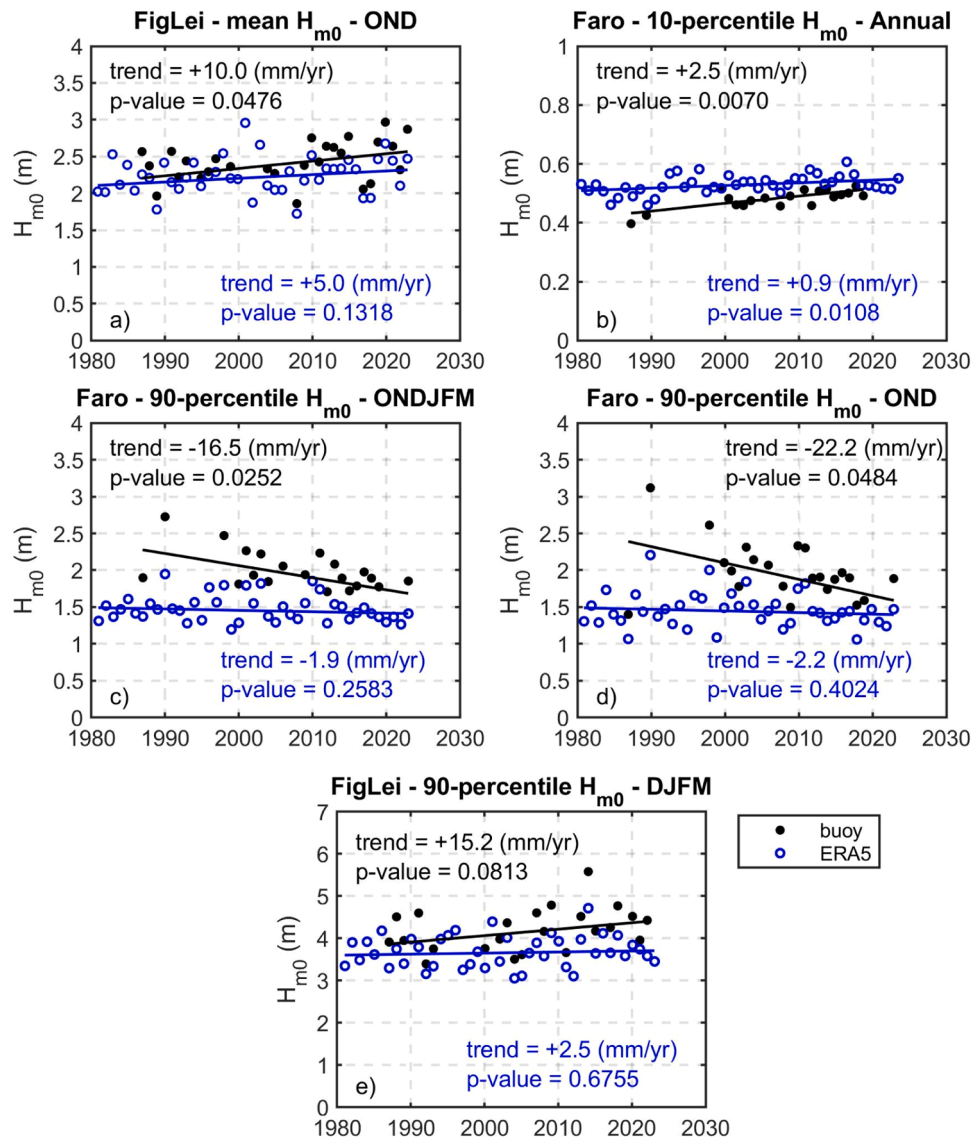 FigLei - mean Hm0 - OND
4
3.5
3
2.5
2
1.5
1
0.5
0
Hm0 (m)
trend = +10.0 (mm/yr)
p-value = 0.0476
trend = +5.0 (mm/yr)
p-value = 0.1318
a)
1980 1990 2000 2010 2020 2030
Faro - 10-percentile Hm0 - Annual
1
0.8
0.6
0.4
0.2
0
Hm0 (m)
trend = +2.5 (mm/yr)
p-value = 0.0070
trend = +0.9 (mm/yr)
p-value = 0.0108
b)
1980 1990 2000 2010 2020 2030
Faro - 90-percentile Hm0 - ONDJFM
4
3.5
3
2.5
2
1.5
1
0.5
0
Hm0 (m)
trend = -16.5 (mm/yr)
p-value = 0.0252
trend = -1.9 (mm/yr)
p-value = 0.2583
c)
1980 1990 2000 2010 2020 2030
Faro - 90-percentile Hm0 - OND
4
3.5
3
2.5
2
1.5
1
0.5
0
Hm0 (m)
trend = -22.2 (mm/yr)
p-value = 0.0484
trend = -2.2 (mm/yr)
p-value = 0.4024
d)
1980 1990 2000 2010 2020 2030
FigLei - 90-percentile Hm0 - DJFM
7
6
5
4
3
2
1
0
Hm0 (m)
trend = +15.2 (mm/yr)
p-value = 0.0813
trend = +2.5 (mm/yr)
p-value = 0.6755
e)
1980 1990 2000 2010 2020 2030
buoy
ERA5